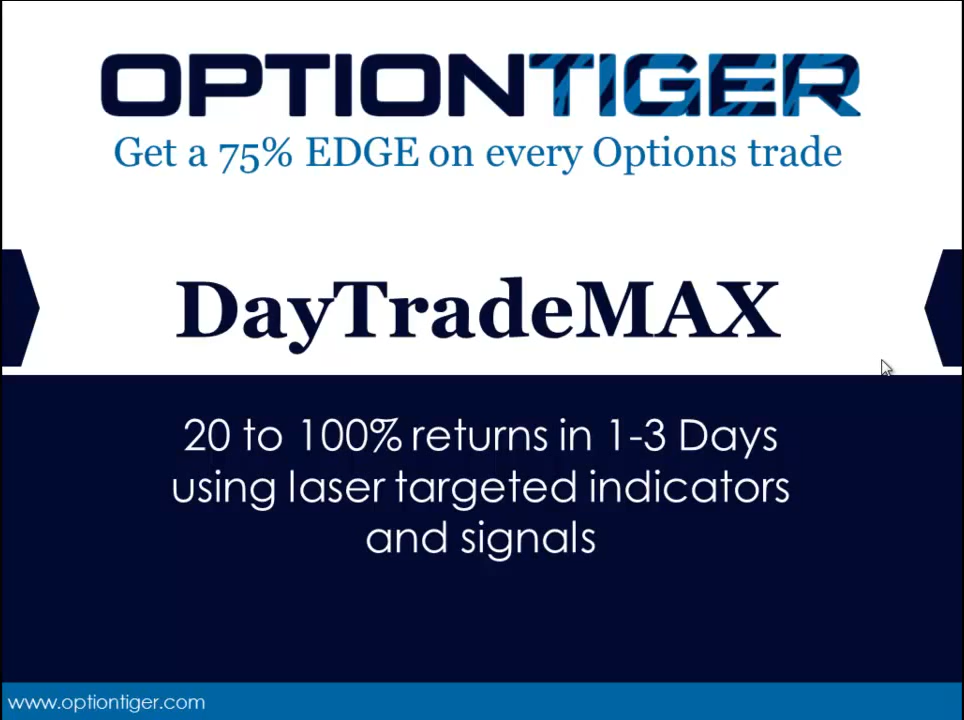 OPTIONTIGER
Get a 75% EDGE on every Options trade
DayTradeMAX
20 to 100% returns in 1-3 Days
using laser targeted indicators
and signals
www.optiontiger.com